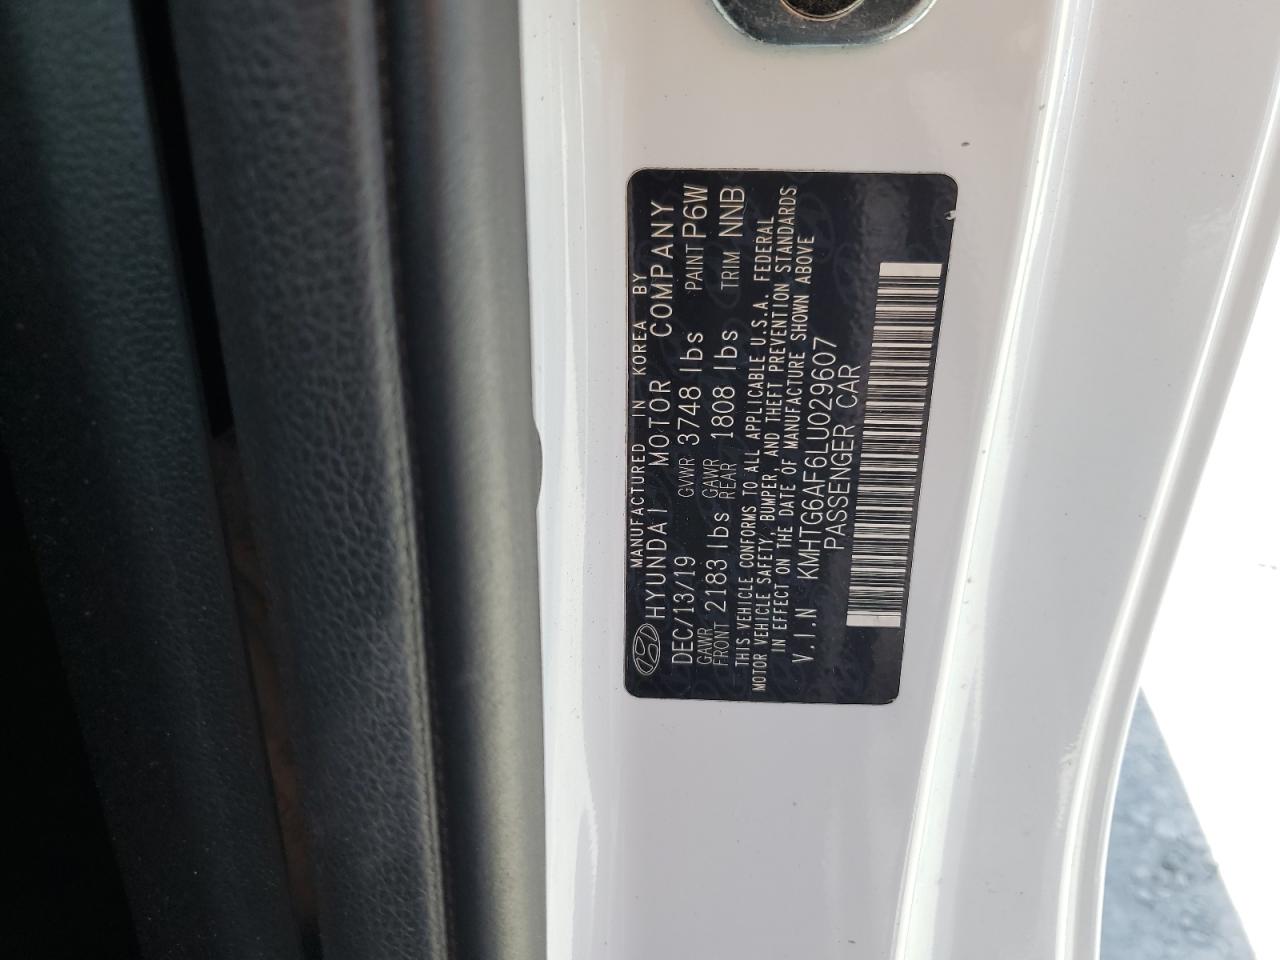 MANUFACTURED IN KOREA BY
HYUNDAI MOTOR COMPANY
DEC/13/19 GVWR 3748 lbs PAINT P6W
GAWR FRONT 2183 lbs GAWR REAR 1808 lbs TRIM NNB
THIS VEHICLE CONFORMS TO ALL APPLICABLE U.S.A. FEDERAL
MOTOR VEHICLE SAFETY, BUMPER, AND THEFT PREVENTION STANDARDS
IN EFFECT ON THE DATE OF MANUFACTURE SHOWN ABOVE
V.I.N KMHTG6AF6LU029607
PASSENGER CAR